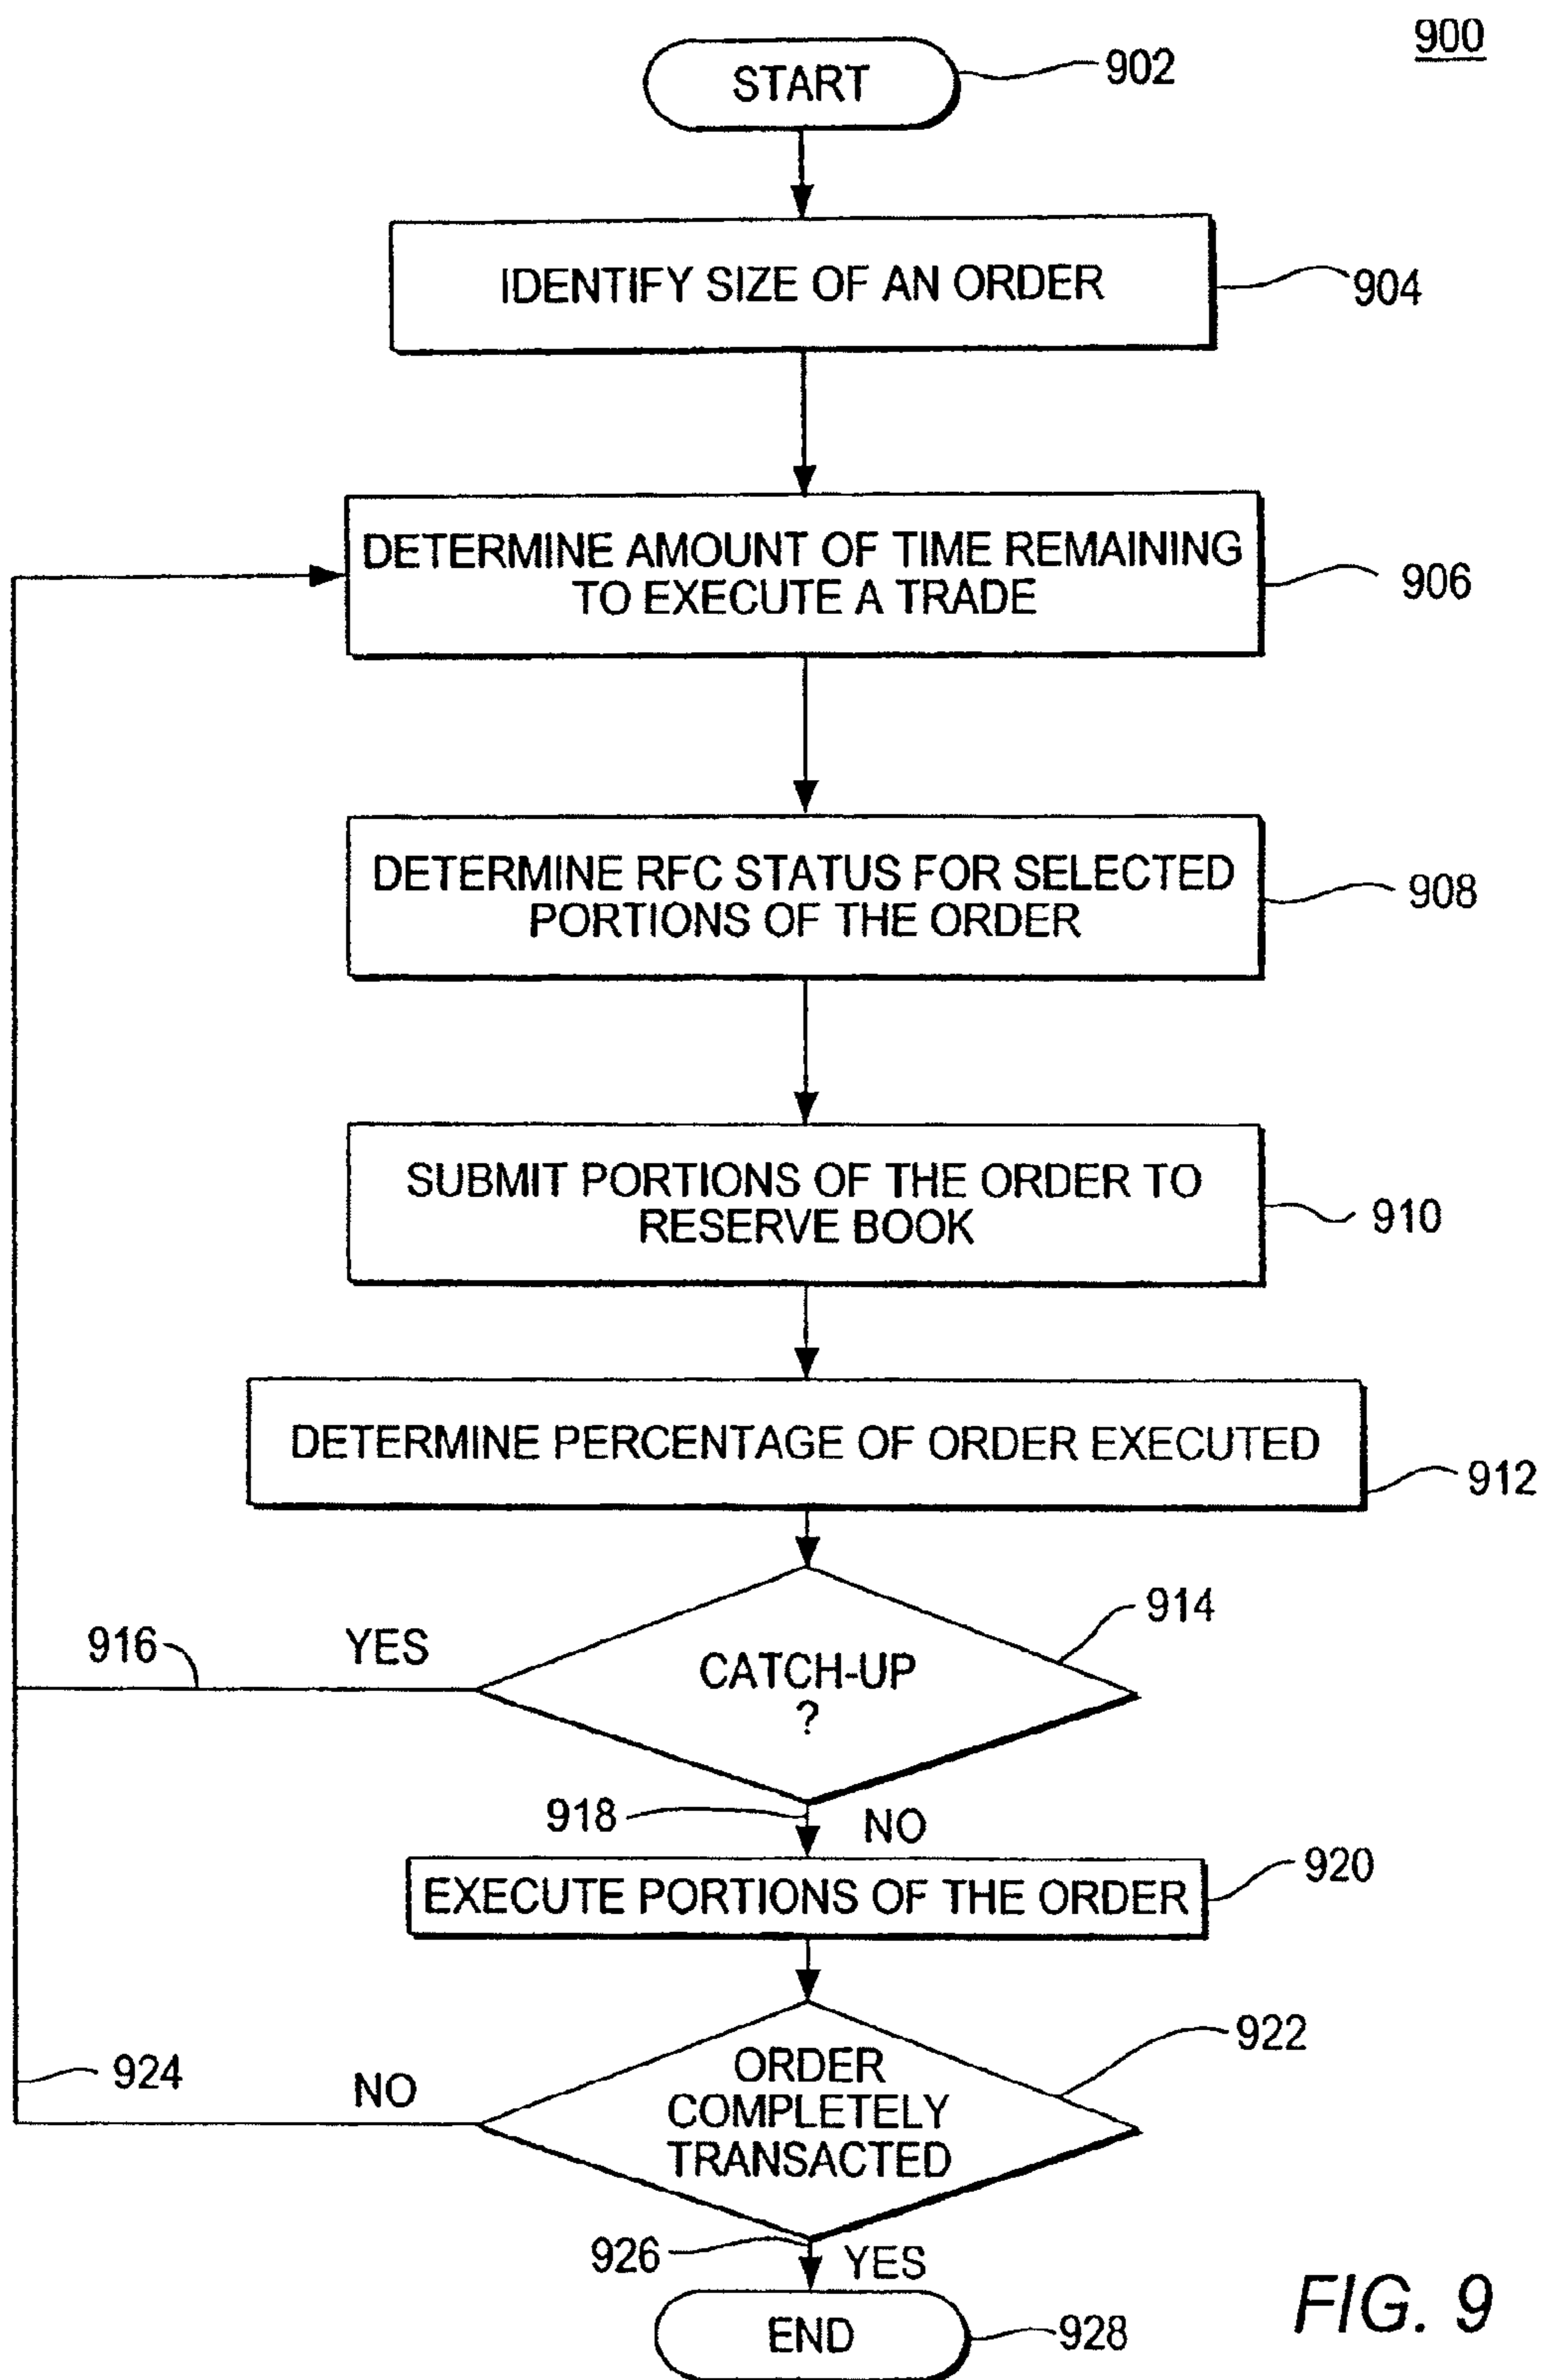 900
START
902
IDENTIFY SIZE OF AN ORDER
904
DETERMINE AMOUNT OF TIME REMAINING
TO EXECUTE A TRADE
906
DETERMINE RFC STATUS FOR SELECTED
PORTIONS OF THE ORDER
908
SUBMIT PORTIONS OF THE ORDER TO
RESERVE BOOK
910
DETERMINE PERCENTAGE OF ORDER EXECUTED
912
914
916
YES
CATCH-UP
?
918
NO
920
EXECUTE PORTIONS OF THE ORDER
922
924
NO
ORDER
COMPLETELY
TRANSACTED
926
YES
END
928
FIG. 9